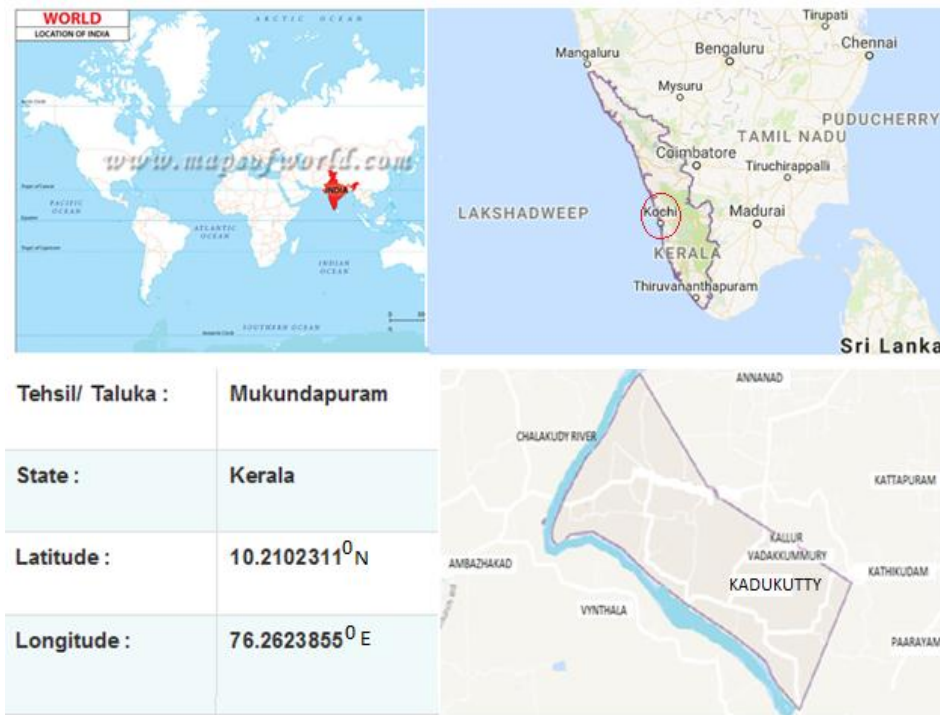 WORLD
LOCATION OF INDIA
ARCTIC OCEAN
www.mapsofworld.com
INDIA
PACIFIC
OCEAN
ATLANTIC
OCEAN
INDIAN
OCEAN
SOUTHERN OCEAN
Tirupati
Mangaluru
Bengaluru
Chennai
Mysuru
PUDUCHERRY
TAMIL NADU
Coimbatore
Tiruchirappalli
LAKSHADWEEP
Kochi
Madurai
KERALA
Thiruvananthapuram
Sri Lanka
Tehsil/ Taluka : Mukundapuram
State : Kerala
Latitude : 10.2102311⁰ N
Longitude : 76.2623855⁰ E
ANNANAD
CHALAKUDY RIVER
KATTAPURAM
KALLUR
VADAKKUMMURY
AMBAZHAKAD
KATHIKUDAM
KADUKUTTY
VYNTHALA
PAARAYAM